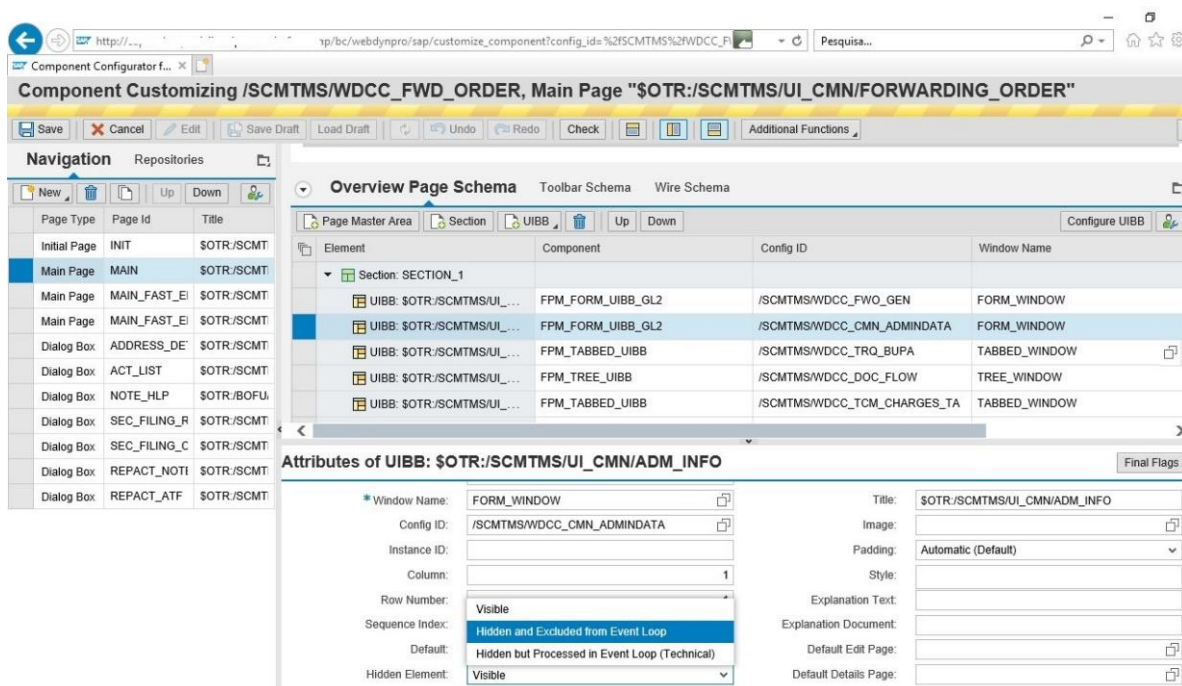 http://
np/bc/webdynpro/sap/customize_component?config_id=%2fSCMTMS%2fWDCC_F
Pesquisa...
Component Configurator f...
Component Customizing /SCMTMS/WDCC_FWD_ORDER, Main Page "$OTR:/SCMTMS/UI_CMN/FORWARDING_ORDER"
Save Cancel Edit Save Draft Load Draft Undo Redo Check Additional Functions
Navigation Repositories
New Up Down
Page Type Page Id Title
Initial Page INIT $OTR:/SCMT
Main Page MAIN $OTR:/SCMT
Main Page MAIN_FAST_E $OTR:/SCMT
Main Page MAIN_FAST_E $OTR:/SCMT
Dialog Box ADDRESS_DE $OTR:/SCMT
Dialog Box ACT_LIST $OTR:/SCMT
Dialog Box NOTE_HLP $OTR:/BOFU
Dialog Box SEC_FILING_R $OTR:/SCMT
Dialog Box SEC_FILING_C $OTR:/SCMT
Dialog Box REPACT_NOTE $OTR:/SCMT
Dialog Box REPACT_ATF $OTR:/SCMT
Overview Page Schema Toolbar Schema Wire Schema
Page Master Area Section UIBB Up Down Configure UIBB
Element Component Config ID Window Name
Section: SECTION_1
UIBB: $OTR:/SCMTMS/UI_... FPM_FORM_UIBB_GL2 /SCMTMS/WDCC_FWO_GEN FORM_WINDOW
UIBB: $OTR:/SCMTMS/UI_... FPM_FORM_UIBB_GL2 /SCMTMS/WDCC_CMN_ADMINDATA FORM_WINDOW
UIBB: $OTR:/SCMTMS/UI_... FPM_TABBED_UIBB /SCMTMS/WDCC_TRQ_BUPA TABBED_WINDOW
UIBB: $OTR:/SCMTMS/UI_... FPM_TREE_UIBB /SCMTMS/WDCC_DOC_FLOW TREE_WINDOW
UIBB: $OTR:/SCMTMS/UI_... FPM_TABBED_UIBB /SCMTMS/WDCC_TCM_CHARGES_TA TABBED_WINDOW
Attributes of UIBB: $OTR:/SCMTMS/UI_CMN/ADM_INFO Final Flags
* Window Name: FORM_WINDOW Title: $OTR:/SCMTMS/UI_CMN/ADM_INFO
Config ID: /SCMTMS/WDCC_CMN_ADMINDATA Image:
Instance ID: Padding: Automatic (Default)
Column: 1 Style:
Row Number: Explanation Text:
Visible
Sequence Index: Hidden and Excluded from Event Loop Explanation Document:
Default: Hidden but Processed in Event Loop (Technical) Default Edit Page:
Hidden Element: Visible Default Details Page: